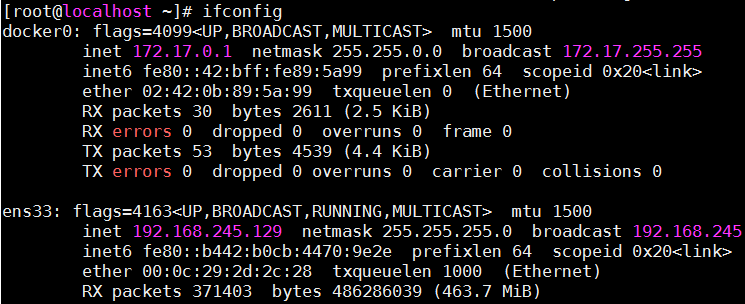 [root@localhost ~]# ifconfig
docker0: flags=4099<UP,BROADCAST,MULTICAST>  mtu 1500
        inet 172.17.0.1  netmask 255.255.0.0  broadcast 172.17.255.255
        inet6 fe80::42:bff:fe89:5a99  prefixlen 64  scopeid 0x20<link>
        ether 02:42:0b:89:5a:99  txqueuelen 0  (Ethernet)
        RX packets 30  bytes 2611 (2.5 KiB)
        RX errors 0  dropped 0  overruns 0  frame 0
        TX packets 53  bytes 4539 (4.4 KiB)
        TX errors 0  dropped 0 overruns 0  carrier 0  collisions 0

ens33: flags=4163<UP,BROADCAST,RUNNING,MULTICAST>  mtu 1500
        inet 192.168.245.129  netmask 255.255.255.0  broadcast 192.168.245
        inet6 fe80::b442:b0cb:4470:9e2e  prefixlen 64  scopeid 0x20<link>
        ether 00:0c:29:2d:2c:28  txqueuelen 1000  (Ethernet)
        RX packets 371403  bytes 486286039 (463.7 MiB)